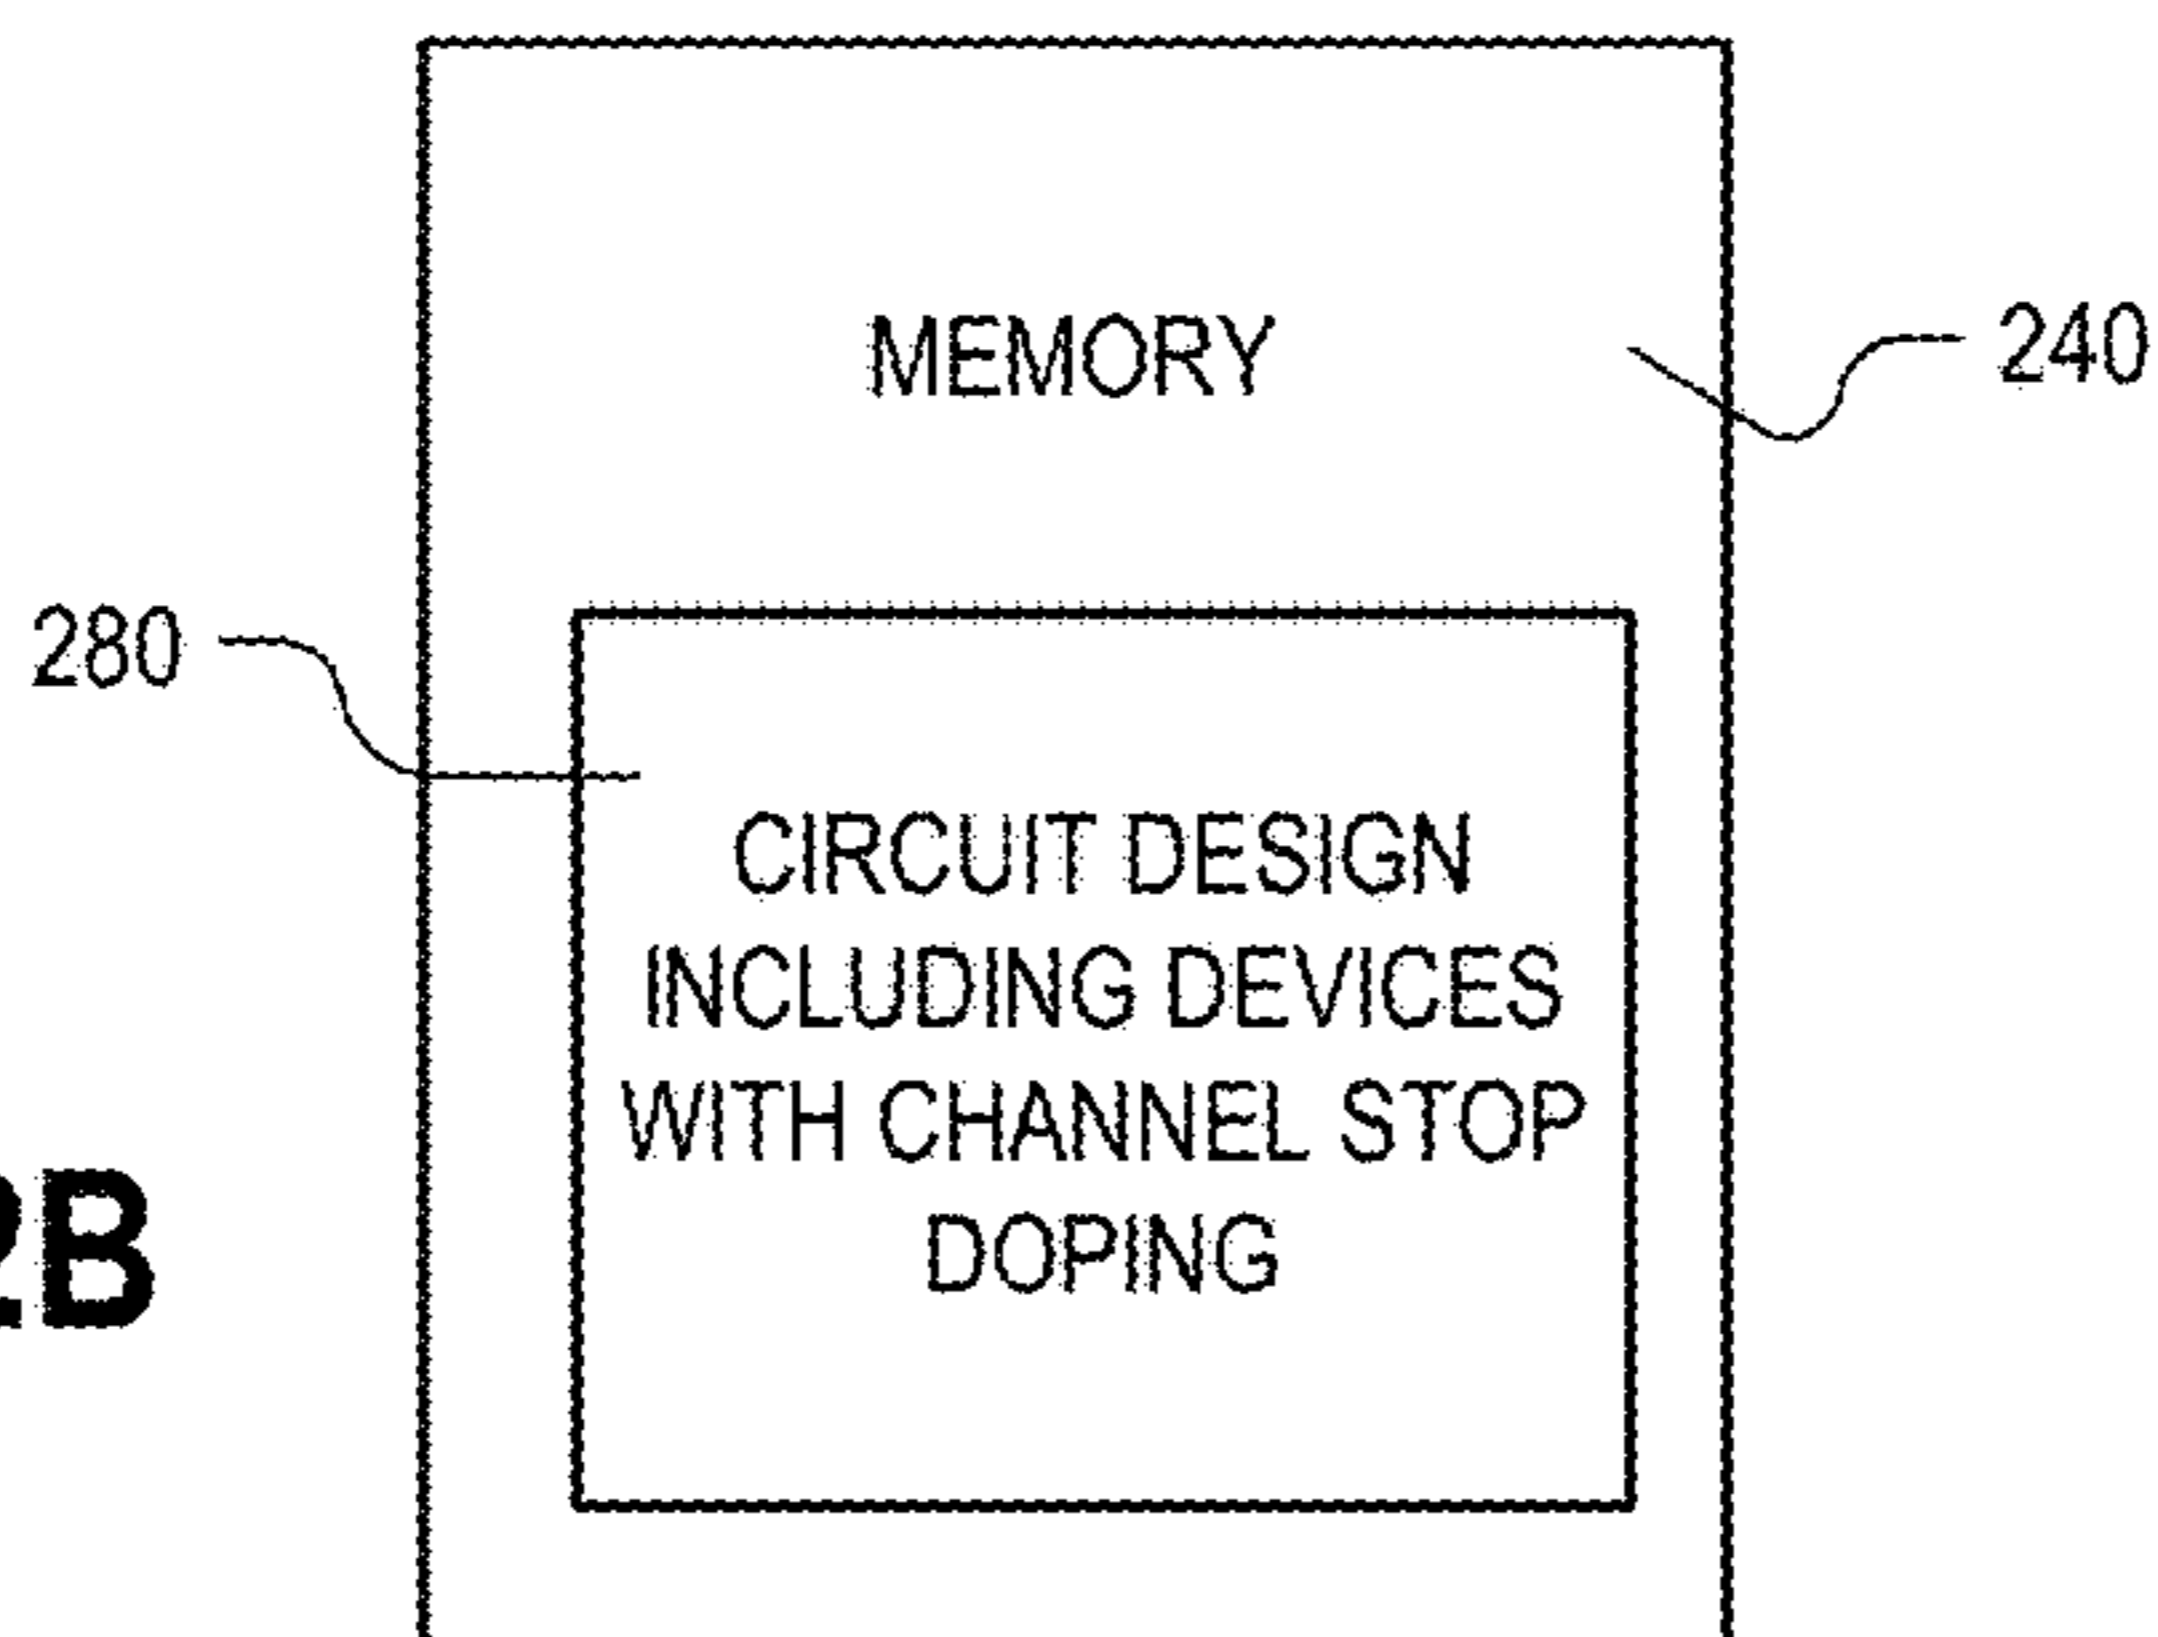 MEMORY
240
280
CIRCUIT DESIGN
INCLUDING DEVICES
WITH CHANNEL STOP
DOPING
2B